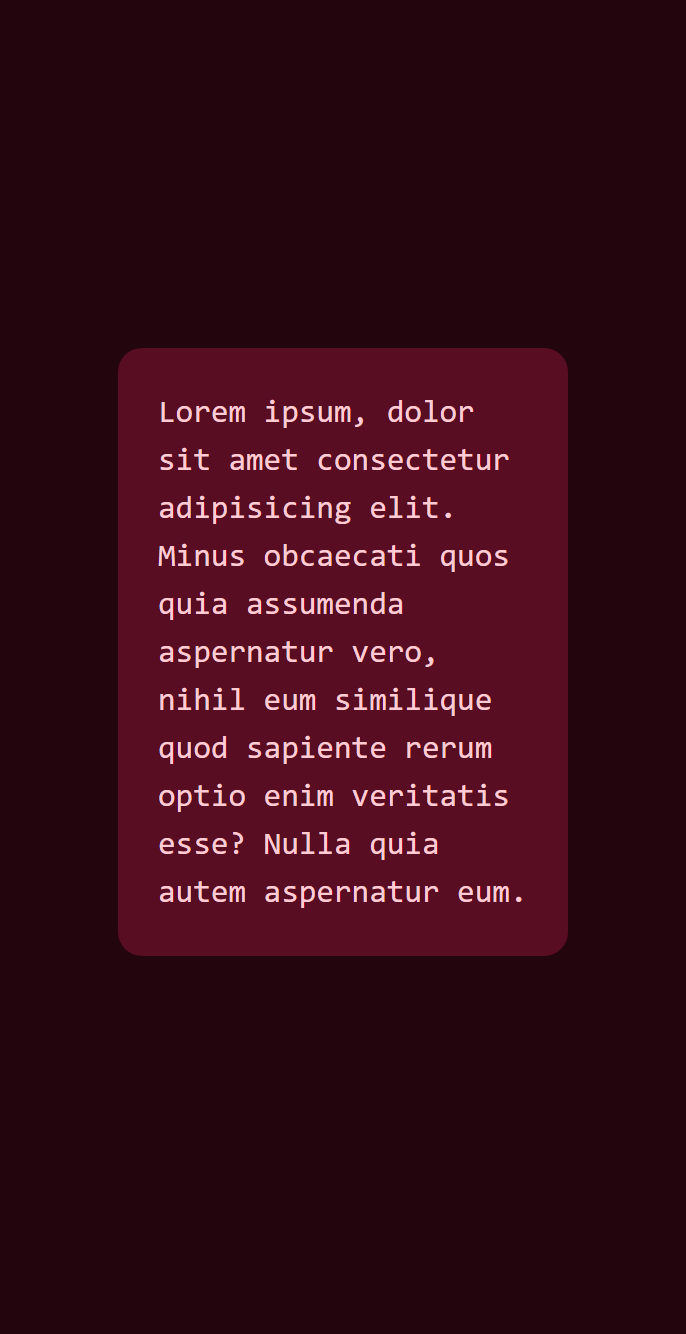 Lorem ipsum, dolor
sit amet consectetur
adipisicing elit.
Minus obcaecati quos
quia assumenda
aspernatur vero,
nihil eum similique
quod sapiente rerum
optio enim veritatis
esse? Nulla quia
autem aspernatur eum.